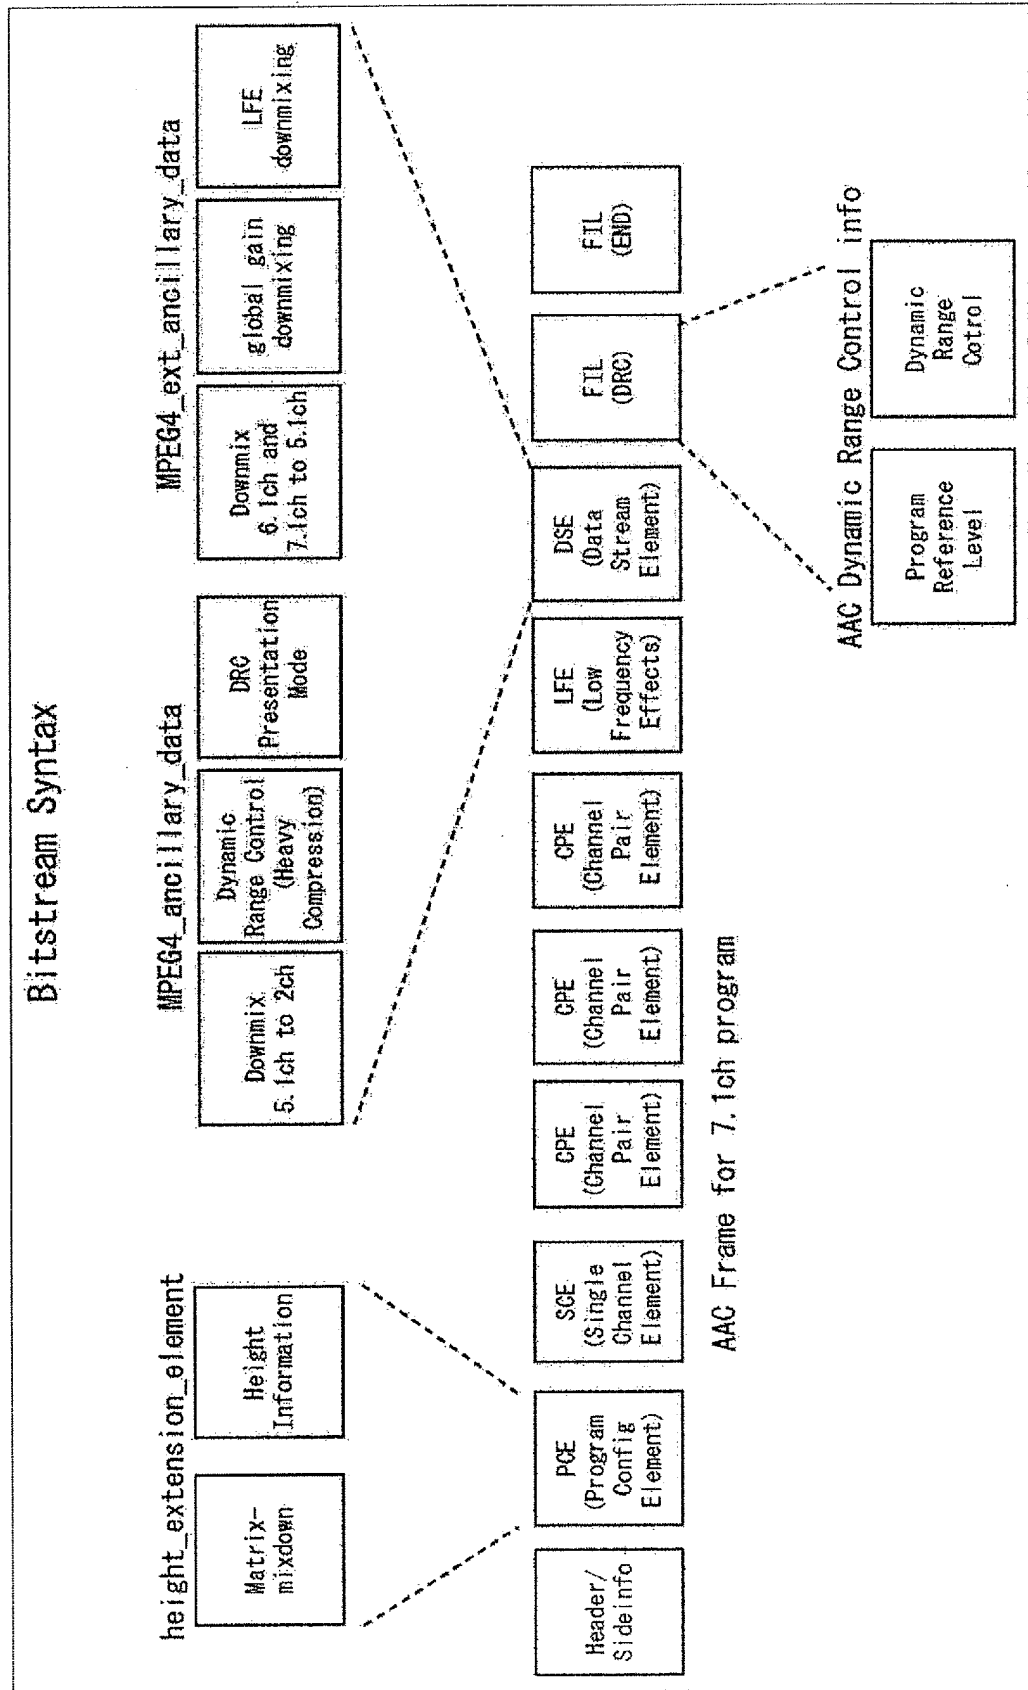 Bitstream Syntax
height_extension_element
MPEG4_ancillary_data
MPEG4_ext_ancillary_data
Matrix-
mixdown
Height
Information
Downmix
5.1ch to 2ch
Dynamic
Range Control
(Heavy
Compression)
DRC
Presentation
Mode
Downmix
6.1ch and
7.1ch to 5.1ch
global gain
downmixing
LFE
downmixing
Header/
Sideinfo
PCE
(Program
Config
Element)
SCE
(Single
Channel
Element)
CPE
(Channel
Pair
Element)
CPE
(Channel
Pair
Element)
CPE
(Channel
Pair
Element)
LFE
(Low
Frequency
Effects)
DSE
(Data
Stream
Element)
FIL
(DRC)
FIL
(END)
AAC Frame for 7.1ch program
AAC Dynamic Range Control info
Program
Reference
Level
Dynamic
Range
Cotrol